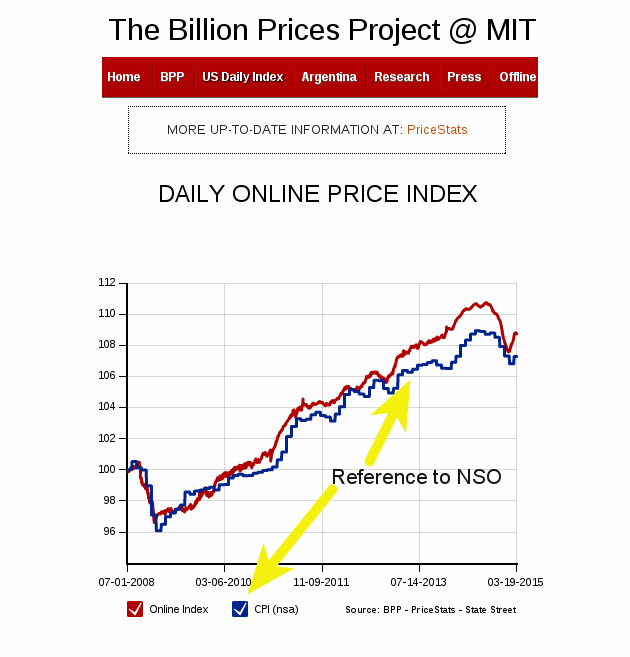 The Billion Prices Project @ MIT
Home BPP US Daily Index Argentina Research Press Offline
MORE UP-TO-DATE INFORMATION AT: PriceStats
DAILY ONLINE PRICE INDEX
112
110
108
106
104
102
100
98
96
Reference to NSO
07-01-2008 03-06-2010 11-09-2011 07-14-2013 03-19-2015
Online Index CPI (nsa) Source: BPP - PriceStats - State Street